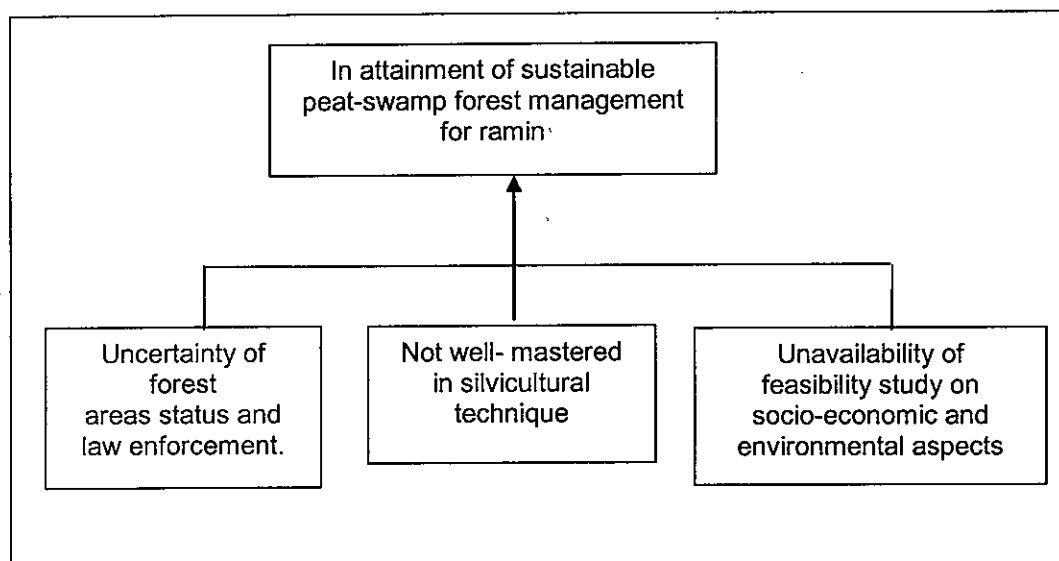 In attainment of sustainable
peat-swamp forest management
for ramin
Uncertainty of
forest
areas status and
law enforcement.
Not well- mastered
in silvicultural
technique
Unavailability of
feasibility study on
socio-economic and
environmental aspects